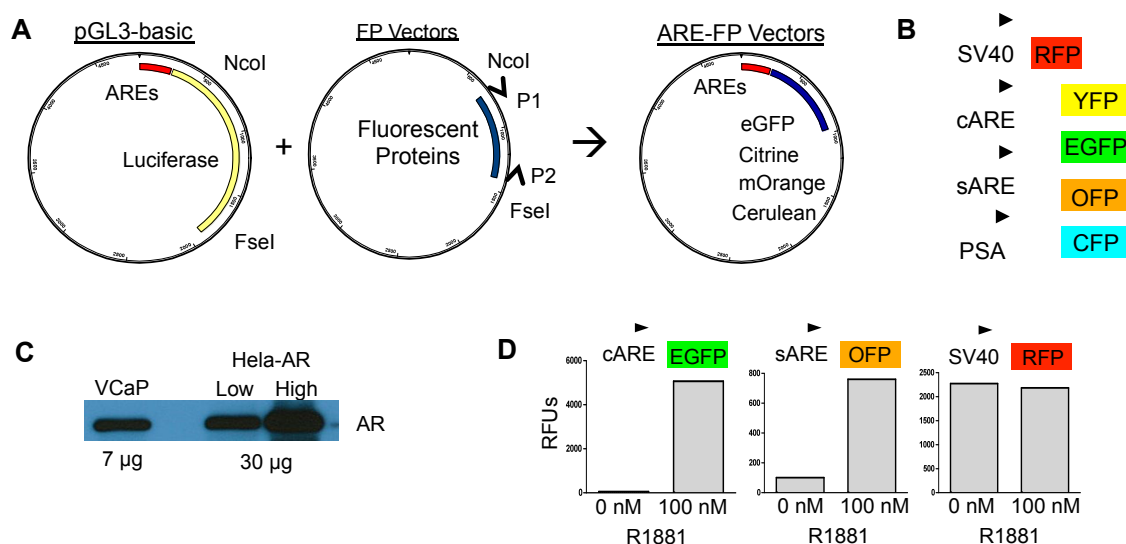 A
pGL3-basic
NcoI
AREs
Luciferase
FseI
+
FP Vectors
NcoI
P1
Fluorescent
Proteins
P2
FseI
ARE-FP Vectors
AREs
eGFP
Citrine
mOrange
Cerulean
B
SV40 RFP
cARE YFP
EGFP
sARE OFP
PSA CFP
C
Hela-AR
VCaP Low High
AR
7 µg 30 µg
D
cARE EGFP
RFUs
6000
4000
2000
0
0 nM 100 nM
R1881
sARE OFP
800
600
400
200
0
0 nM 100 nM
R1881
SV40 RFP
2500
2000
1500
1000
500
0
0 nM 100 nM
R1881